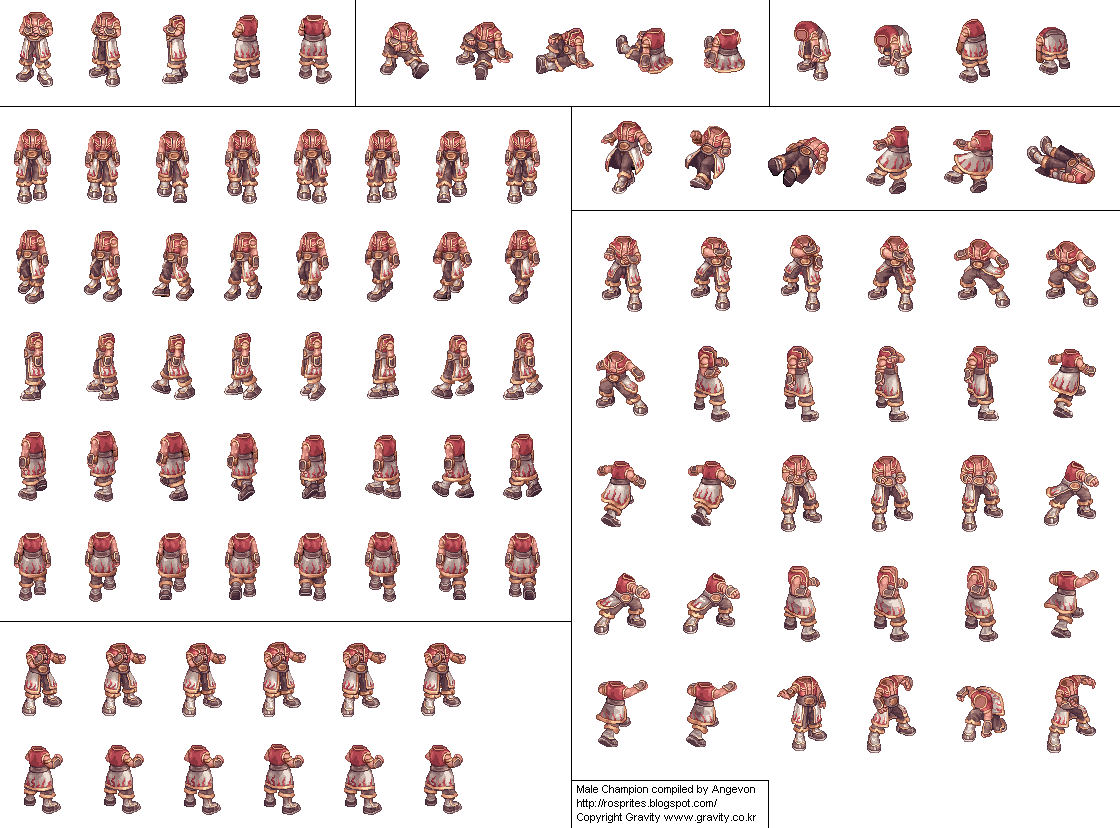 Male Champion compiled by Angevon
http://rosprites.blogspot.com/
Copyright Gravity www.gravity.co.kr